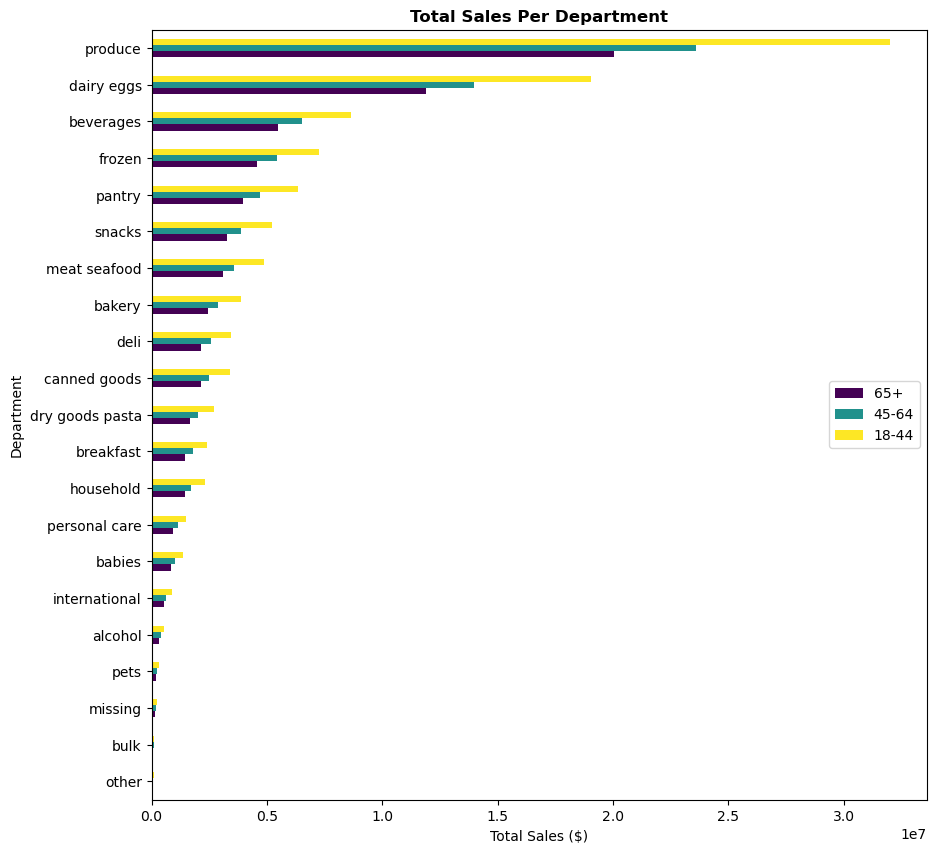 Total Sales Per Department
Department
produce
dairy eggs
beverages
frozen
pantry
snacks
meat seafood
bakery
deli
canned goods
dry goods pasta
breakfast
household
personal care
babies
international
alcohol
pets
missing
bulk
other
65+
45-64
18-44
0.0 0.5 1.0 1.5 2.0 2.5 3.0
1e7
Total Sales ($)